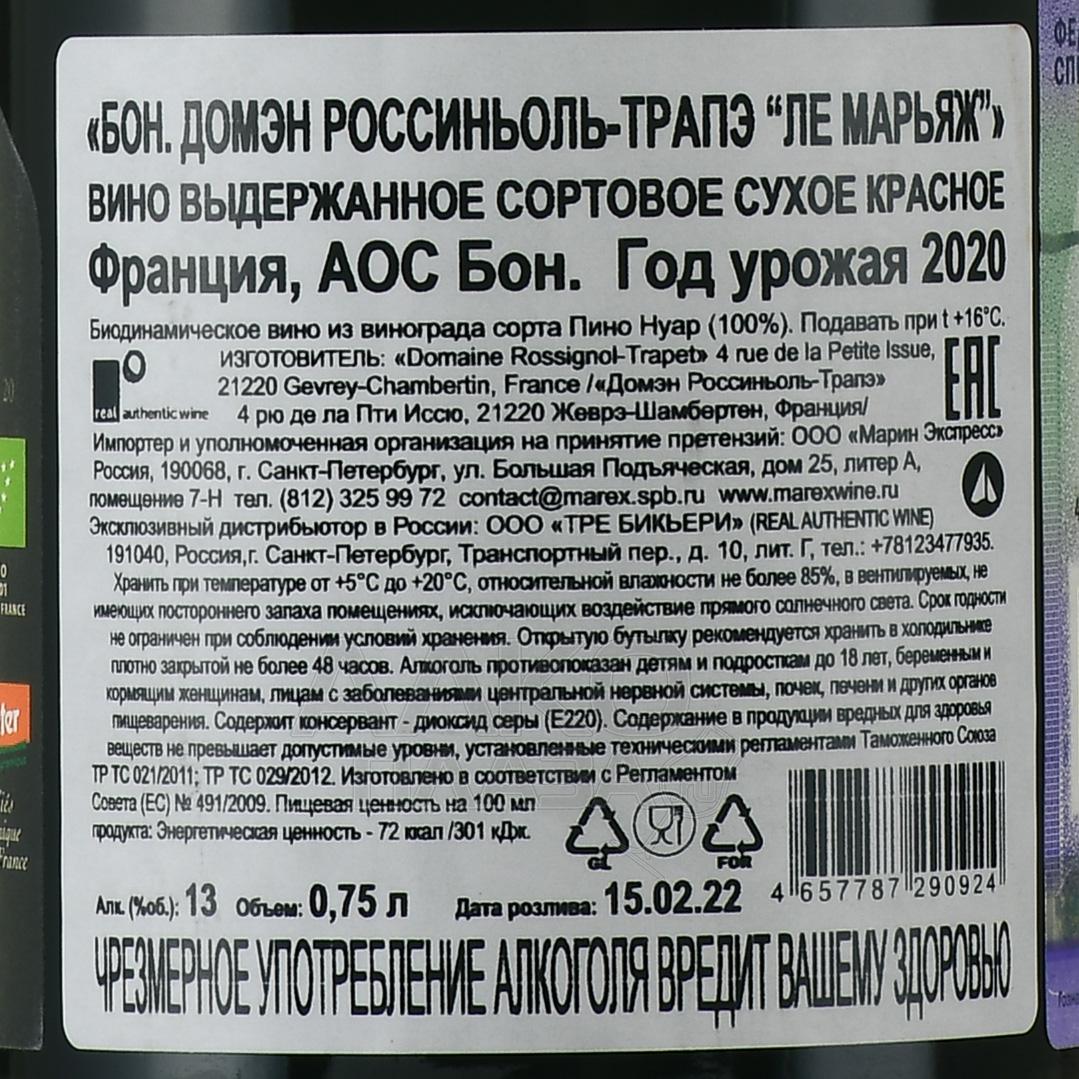 «БОН. ДОМЭН РОССИНЬОЛЬ-ТРАПЭ “ЛЕ МАРЬЯЖ”»
ВИНО ВЫДЕРЖАННОЕ СОРТОВОЕ СУХОЕ КРАСНОЕ
Франция, АОС Бон. Год урожая 2020
Биодинамическое вино из винограда сорта Пино Нуар (100%). Подавать при t +16°C.
ИЗГОТОВИТЕЛЬ: «Domaine Rossignol-Trapet» 4 rue de la Petite Issue,
21220 Gevrey-Chambertin, France /«Домэн Россиньоль-Трапэ»
real authentic wine 4 рю де ла Пти Иссю, 21220 Жеврэ-Шамбертен, Франция/
EAC
Импортер и уполномоченная организация на принятие претензий: ООО «Марин Экспресс»
Россия, 190068, г. Санкт-Петербург, ул. Большая Подъяческая, дом 25, литер А,
помещение 7-Н тел. (812) 325 99 72 contact@marex.spb.ru www.marexwine.ru
Эксклюзивный дистрибьютор в России: ООО «ТРЕ БИКЬЕРИ» (REAL AUTHENTIC WINE)
191040, Россия,г. Санкт-Петербург, Транспортный пер., д. 10, лит. Г, тел.: +78123477935.
Хранить при температуре от +5°C до +20°C, относительной влажности не более 85%, в вентилируемых, не
имеющих постороннего запаха помещениях, исключающих воздействие прямого солнечного света. Срок годности
не ограничен при соблюдении условий хранения. Открытую бутылку рекомендуется хранить в холодильнике
плотно закрытой не более 48 часов. Алкоголь противопоказан детям и подросткам до 18 лет, беременным и
кормящим женщинам, лицам с заболеваниями центральной нервной системы, почек, печени и других органов
пищеварения. Содержит консервант - диоксид серы (Е220). Содержание в продукции вредных для здоровья
веществ не превышает допустимые уровни, установленные техническими регламентами Таможенного Союза
ТР ТС 021/2011; ТР ТС 029/2012. Изготовлено в соответствии с Регламентом
Совета (ЕС) № 491/2009. Пищевая ценность на 100 мл
продукта: Энергетическая ценность - 72 ккал /301 кДж.
GL FOR
4 657787 290924
Алк. (%об.): 13 Объем: 0,75 л Дата розлива: 15.02.22
ЧРЕЗМЕРНОЕ УПОТРЕБЛЕНИЕ АЛКОГОЛЯ ВРЕДИТ ВАШЕМУ ЗДОРОВЬЮ